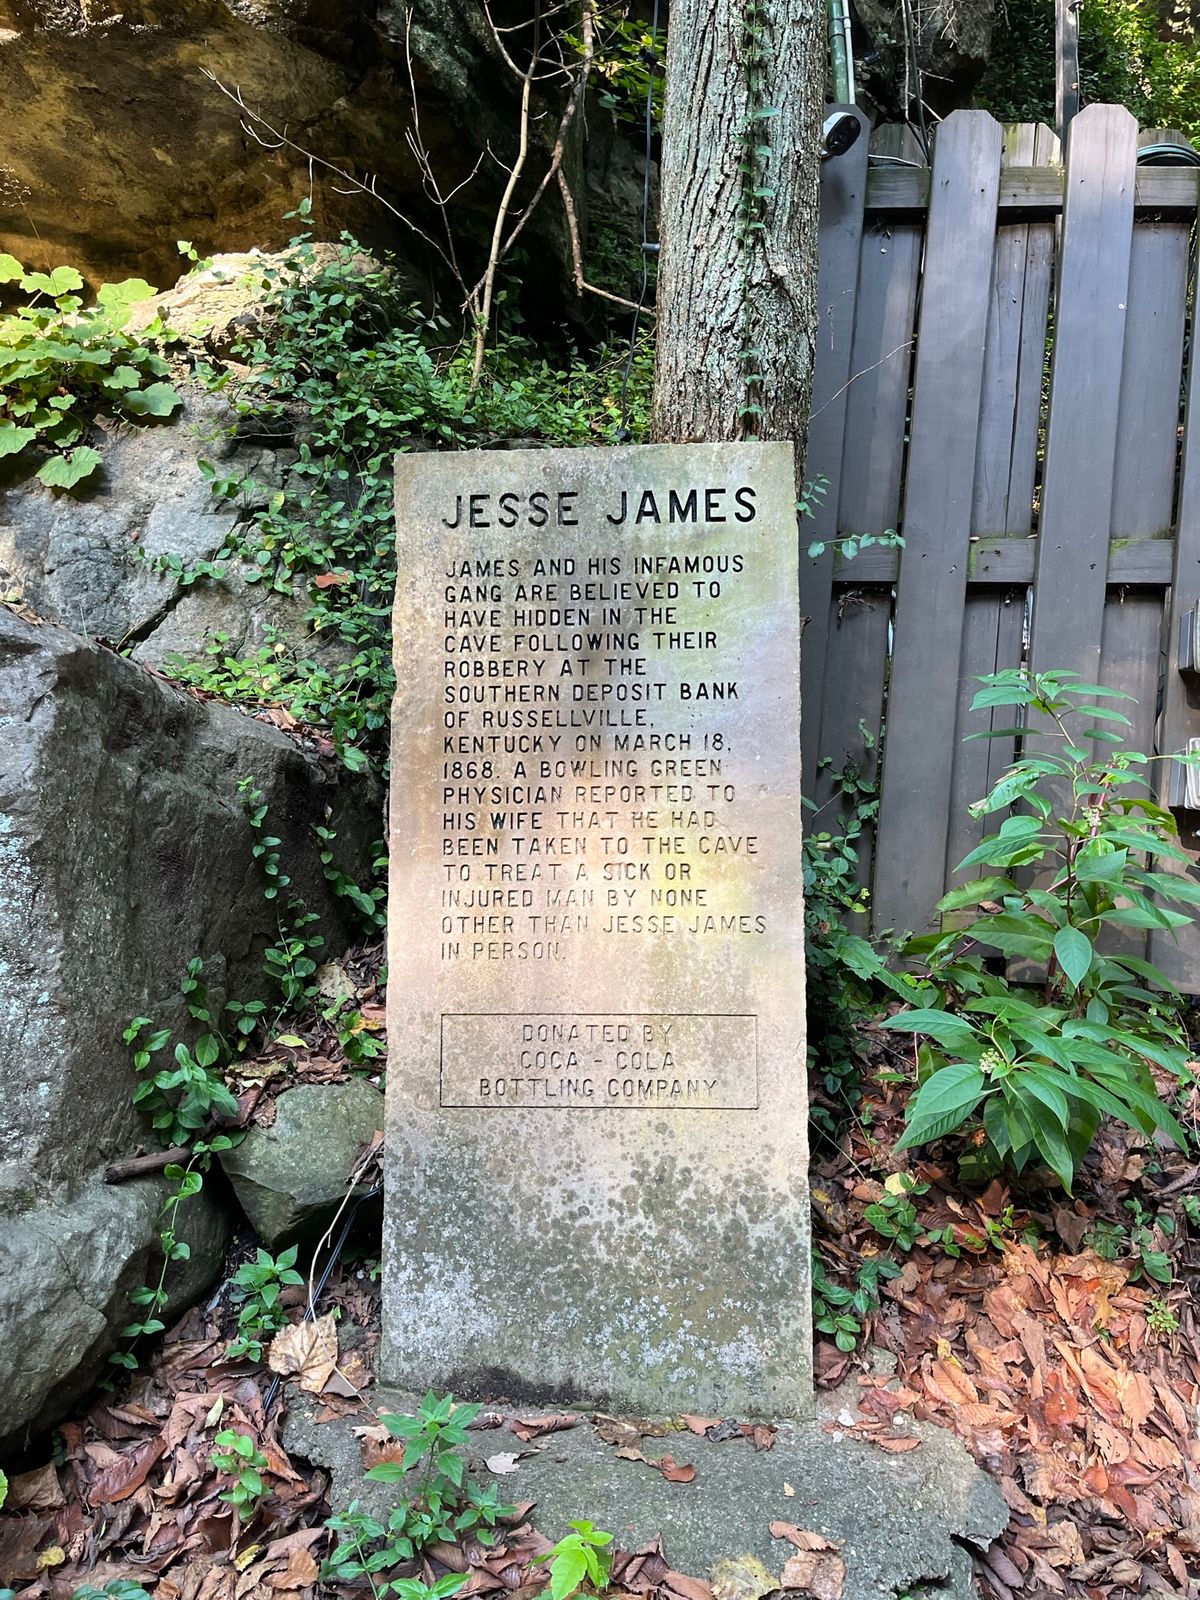 JESSE JAMES
JAMES AND HIS INFAMOUS
GANG ARE BELIEVED TO
HAVE HIDDEN IN THE
CAVE FOLLOWING THEIR
ROBBERY AT THE
SOUTHERN DEPOSIT BANK
OF RUSSELLVILLE,
KENTUCKY ON MARCH 18,
1868. A BOWLING GREEN
PHYSICIAN REPORTED TO
HIS WIFE THAT HE HAD
BEEN TAKEN TO THE CAVE
TO TREAT A SICK OR
INJURED MAN BY NONE
OTHER THAN JESSE JAMES
IN PERSON.
DONATED BY
COCA - COLA
BOTTLING COMPANY